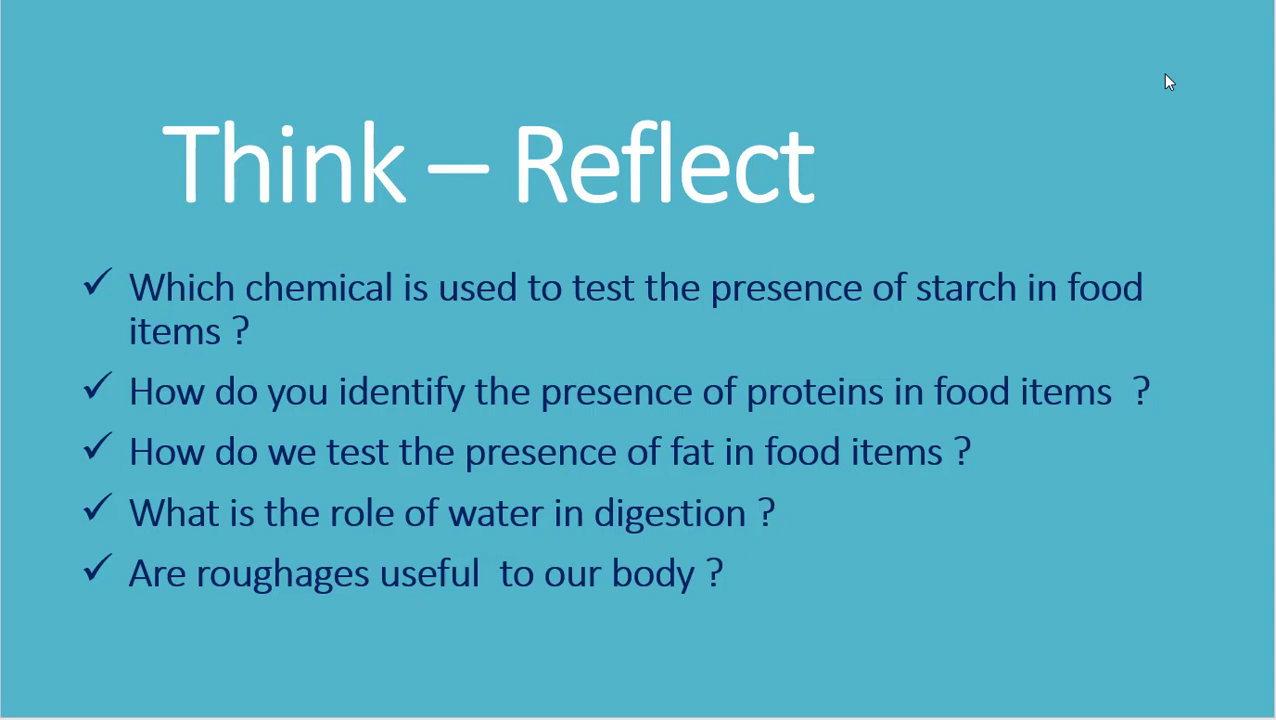 Think – Reflect
✓ Which chemical is used to test the presence of starch in food
items ?
✓ How do you identify the presence of proteins in food items  ?
✓ How do we test the presence of fat in food items ?
✓ What is the role of water in digestion ?
✓ Are roughages useful  to our body ?